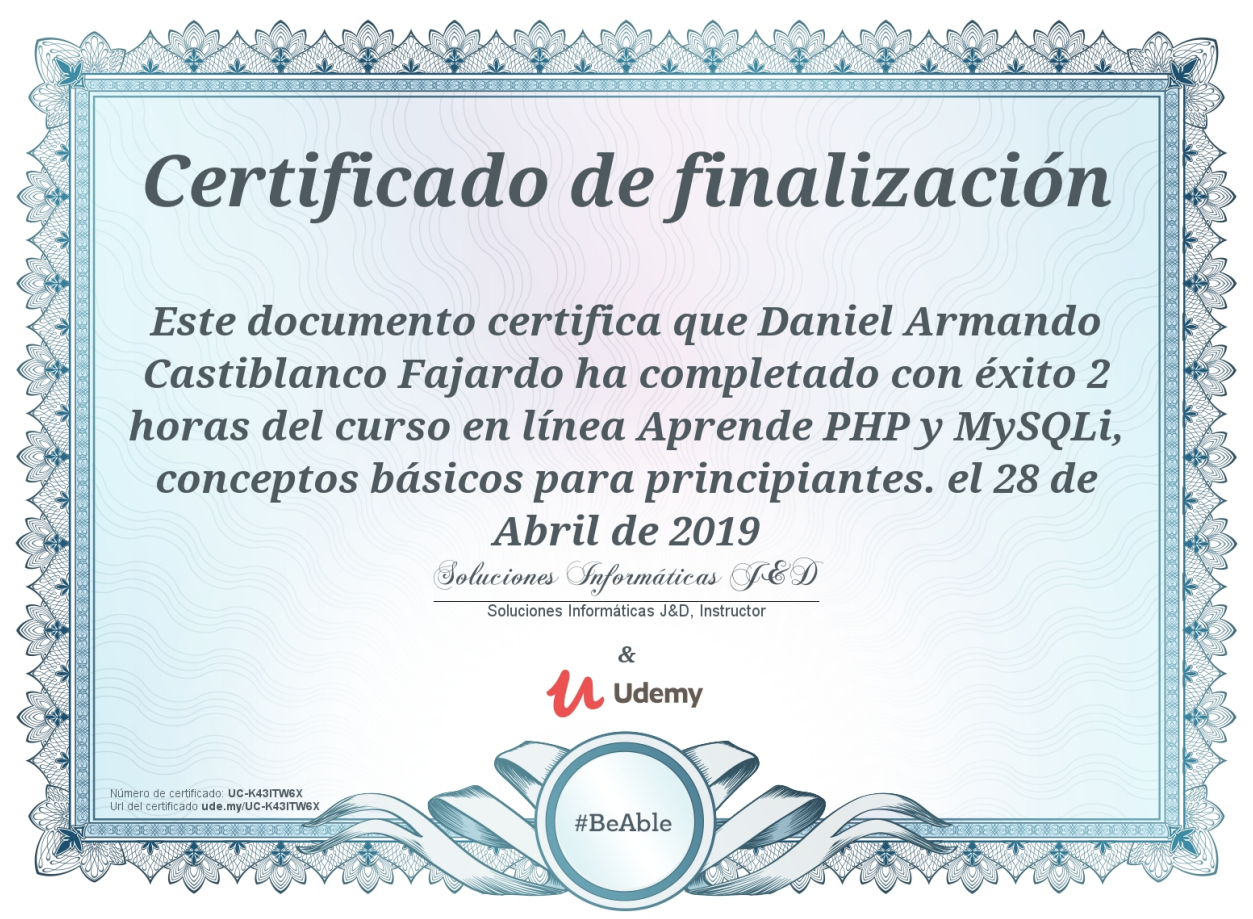 Certificado de finalización
Este documento certifica que Daniel Armando
Castiblanco Fajardo ha completado con éxito 2
horas del curso en línea Aprende PHP y MySQLi,
conceptos básicos para principiantes. el 28 de
Abril de 2019
Soluciones Informáticas J&D
Soluciones Informáticas J&D, Instructor
&
Udemy
Número de certificado: UC-K43ITW6X
Url del certificado ude.my/UC-K43ITW6X
#BeAble